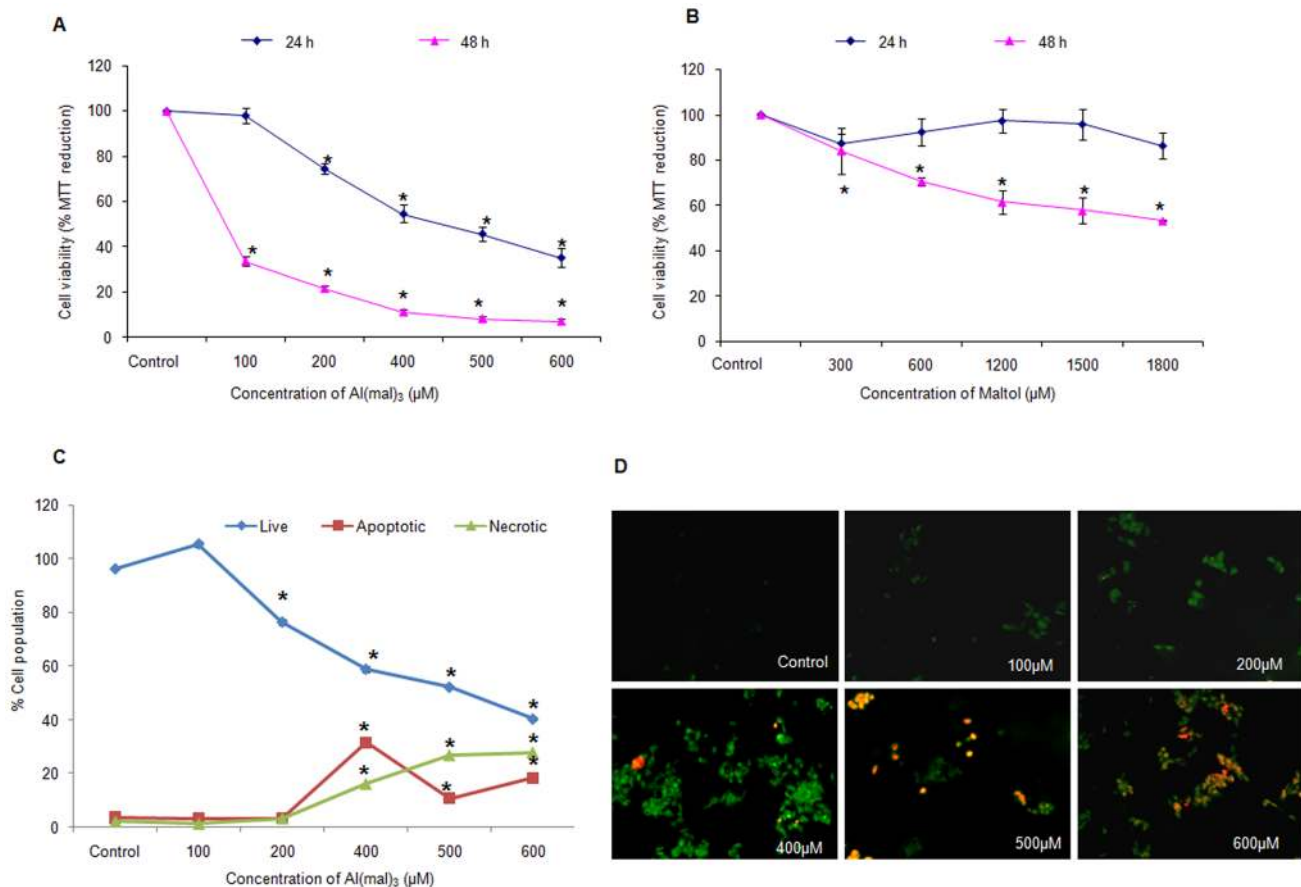 A
24 h 48 h
Cell viability (% MTT reduction)
120
100
80
60
40
20
0
* * * *
* * * * *
Control 100 200 400 500 600
Concentration of Al(mal)₃ (µM)
B
24 h 48 h
Cell viability (% MTT reduction)
120
100
80
60
40
20
0
* * * * *
Control 300 600 1200 1500 1800
Concentration of Maltol (µM)
C
Live Apoptotic Necrotic
% Cell population
120
100
80
60
40
20
0
* * * *
* * *
* * *
Control 100 200 400 500 600
Concentration of Al(mal)₃ (µM)
D
Control 100µM 200µM
400µM 500µM 600µM